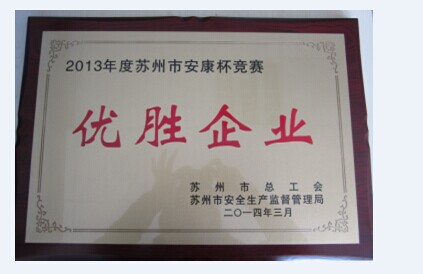 2013年度苏州市安康杯竞赛
优胜企业
苏州市总工会
苏州市安全生产监督管理局
二〇一四年三月